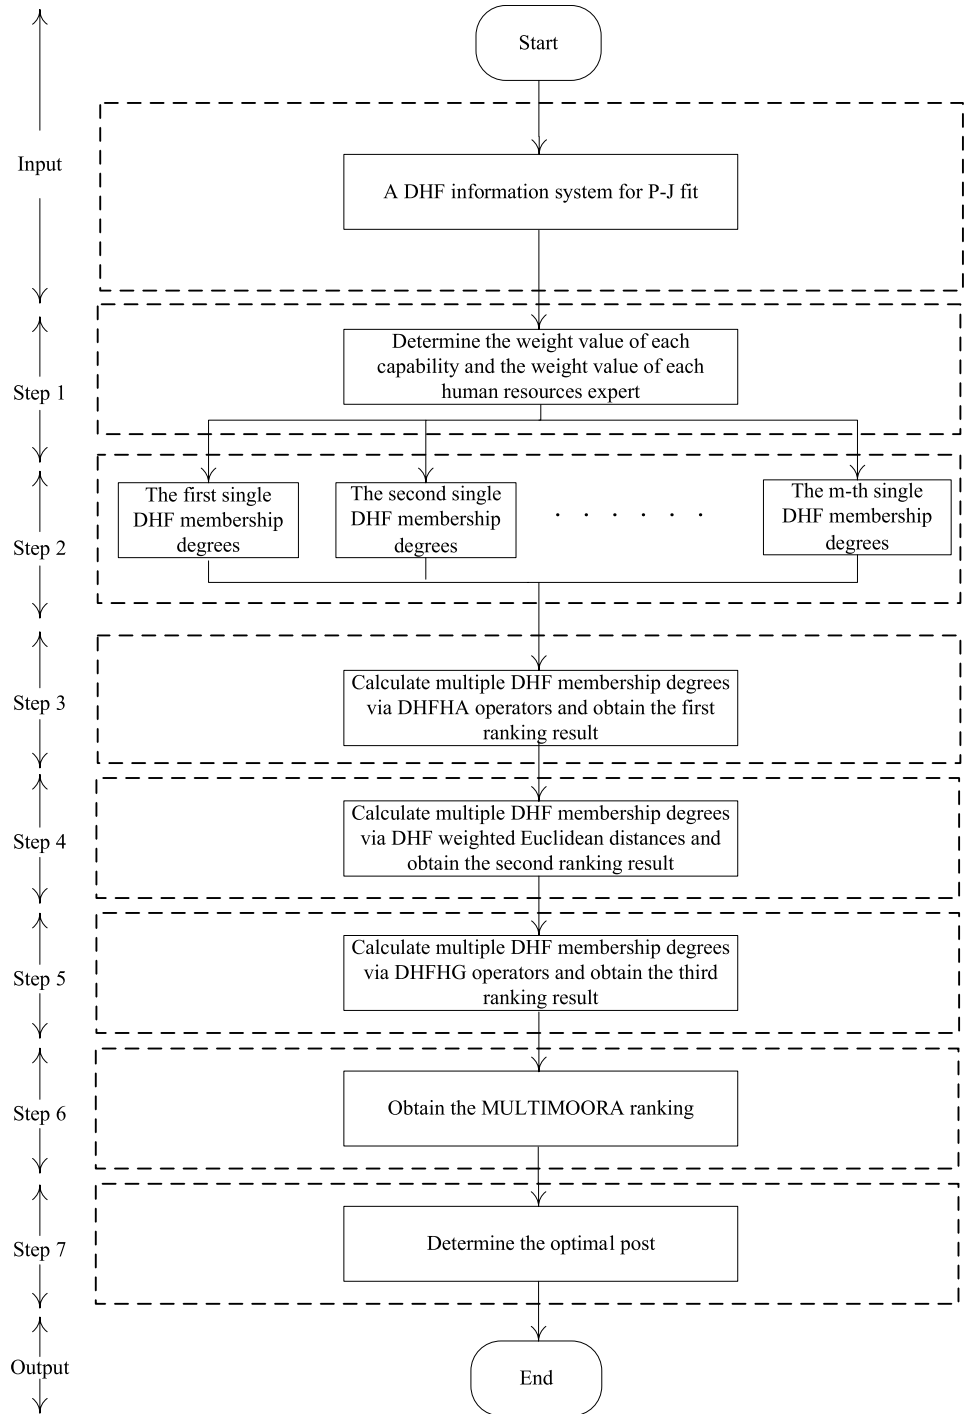 Start
Input
A DHF information system for P-J fit
Step 1
Determine the weight value of each
capability and the weight value of each
human resources expert
Step 2
The first single
DHF membership
degrees
The second single
DHF membership
degrees
. . . . . .
The m-th single
DHF membership
degrees
Step 3
Calculate multiple DHF membership degrees
via DHFHA operators and obtain the first
ranking result
Step 4
Calculate multiple DHF membership degrees
via DHF weighted Euclidean distances and
obtain the second ranking result
Step 5
Calculate multiple DHF membership degrees
via DHFHG operators and obtain the third
ranking result
Step 6
Obtain the MULTIMOORA ranking
Step 7
Determine the optimal post
Output
End